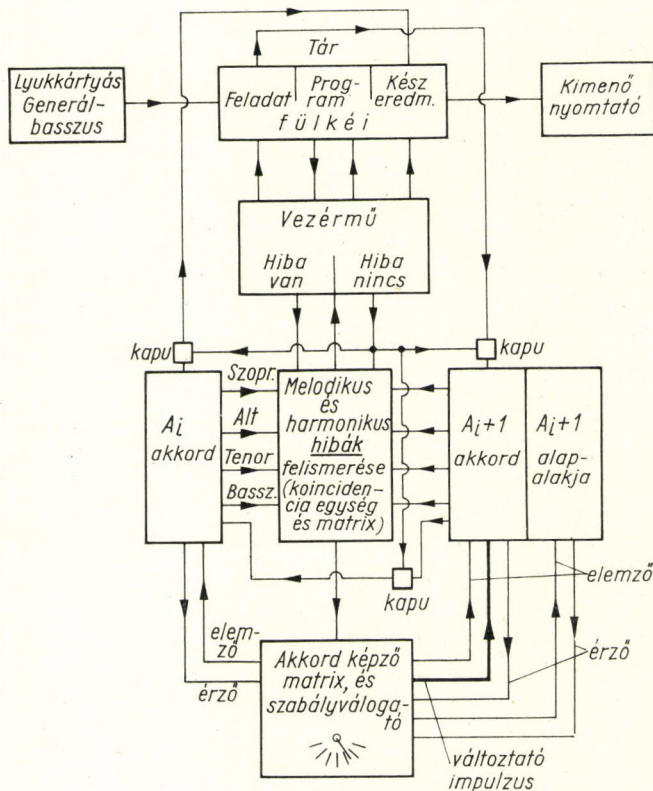 Tár
Lyukkártyás
Generál-
basszus
Feladat
Prog-
ram
Kész
eredm.
fülkéi
Kimenő
nyomtató
Vezérmű
Hiba
van
Hiba
nincs
kapu
kapu
Szopr.
Alt
Tenor
Bassz.
Ai
akkord
Melodikus
és
harmonikus
hibák
felismerése
(koinciden-
cia egység
és matrix)
Ai+1
akkord
Ai+1
alap-
alakja
kapu
elemző
elem-
ző
érző
érző
Akkord képző
matrix, és
szabályváloga-
tó
változtató
impulzus